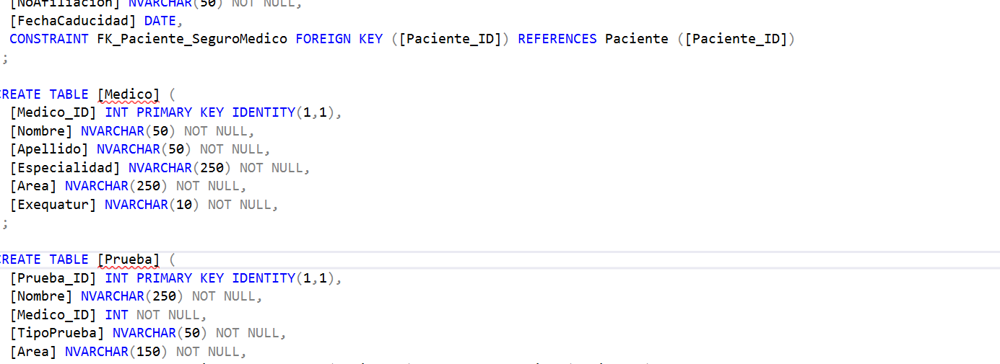 [NoAfiliacion] NVARCHAR(50) NOT NULL,
[FechaCaducidad] DATE,
CONSTRAINT FK_Paciente_SeguroMedico FOREIGN KEY ([Paciente_ID]) REFERENCES Paciente ([Paciente_ID])
;
CREATE TABLE [Medico] (
[Medico_ID] INT PRIMARY KEY IDENTITY(1,1),
[Nombre] NVARCHAR(50) NOT NULL,
[Apellido] NVARCHAR(50) NOT NULL,
[Especialidad] NVARCHAR(250) NOT NULL,
[Area] NVARCHAR(250) NOT NULL,
[Exequatur] NVARCHAR(10) NOT NULL,
;
CREATE TABLE [Prueba] (
[Prueba_ID] INT PRIMARY KEY IDENTITY(1,1),
[Nombre] NVARCHAR(250) NOT NULL,
[Medico_ID] INT NOT NULL,
[TipoPrueba] NVARCHAR(50) NOT NULL,
[Area] NVARCHAR(150) NOT NULL,